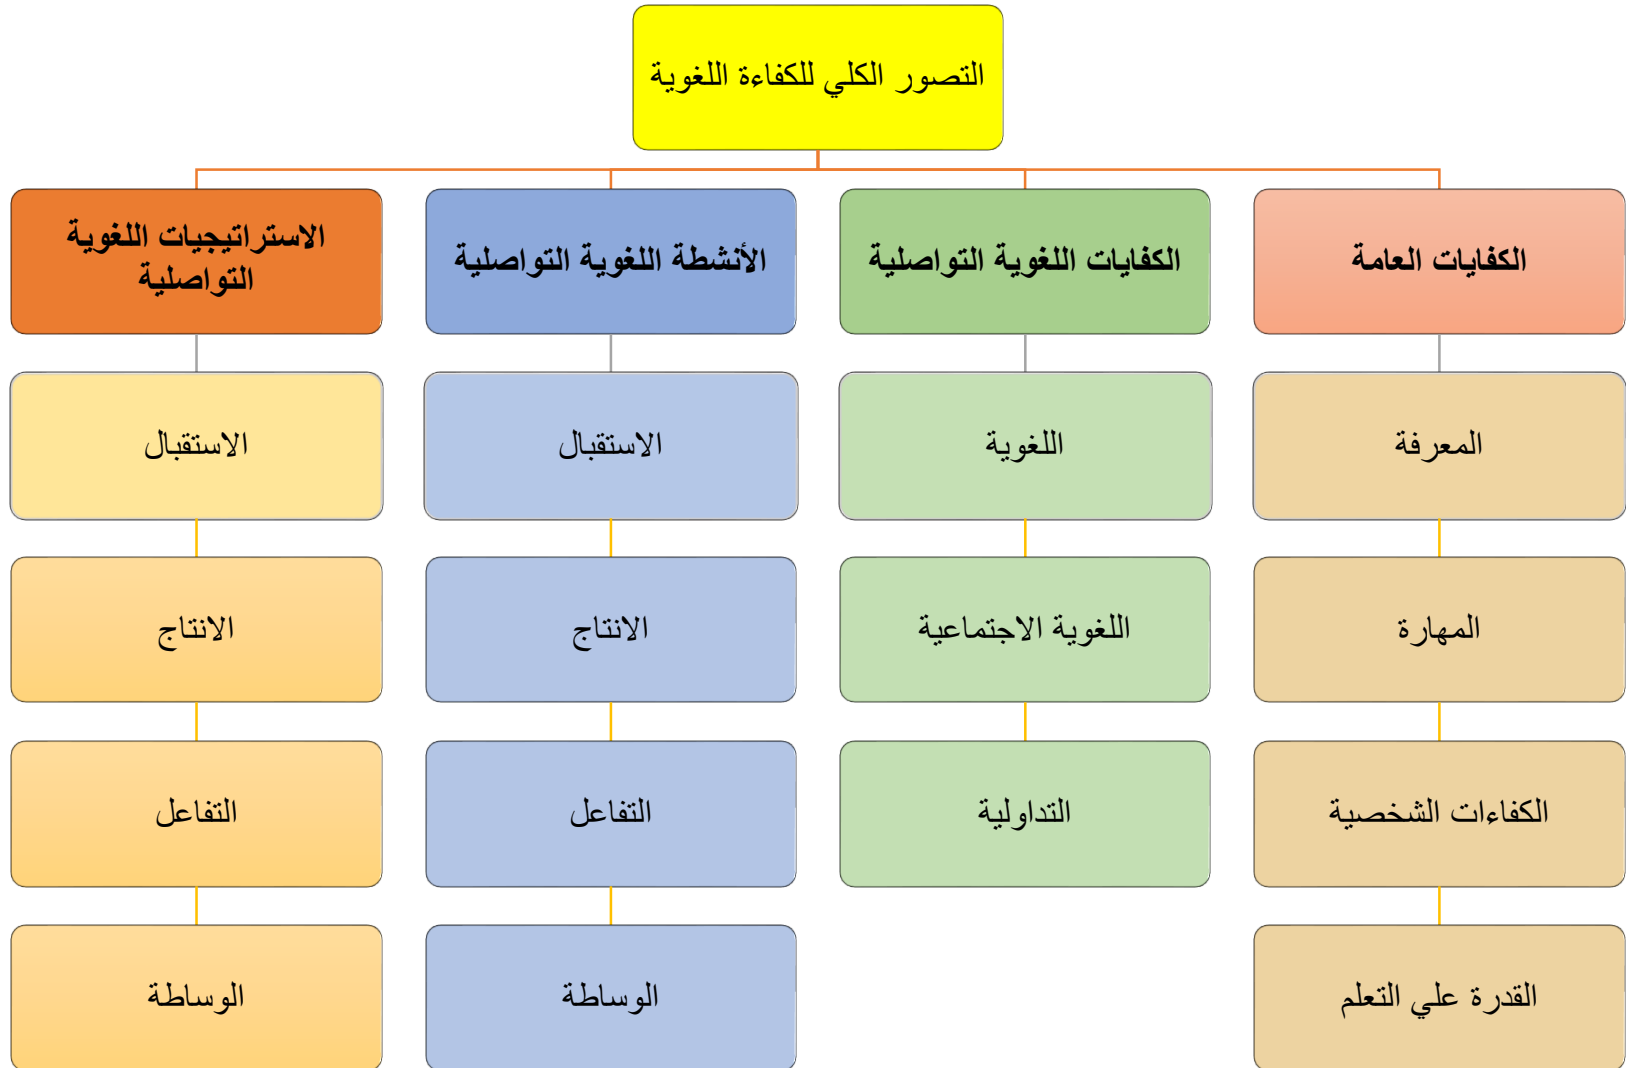 التصور الكلي للكفاءة اللغوية
الكفايات العامة
المعرفة
المهارة
الكفاءات الشخصية
القدرة علي التعلم
الكفايات اللغوية التواصلية
اللغوية
اللغوية الاجتماعية
التداولية
الأنشطة اللغوية التواصلية
الاستقبال
الانتاج
التفاعل
الوساطة
الاستراتيجيات اللغوية
التواصلية
الاستقبال
الانتاج
التفاعل
الوساطة